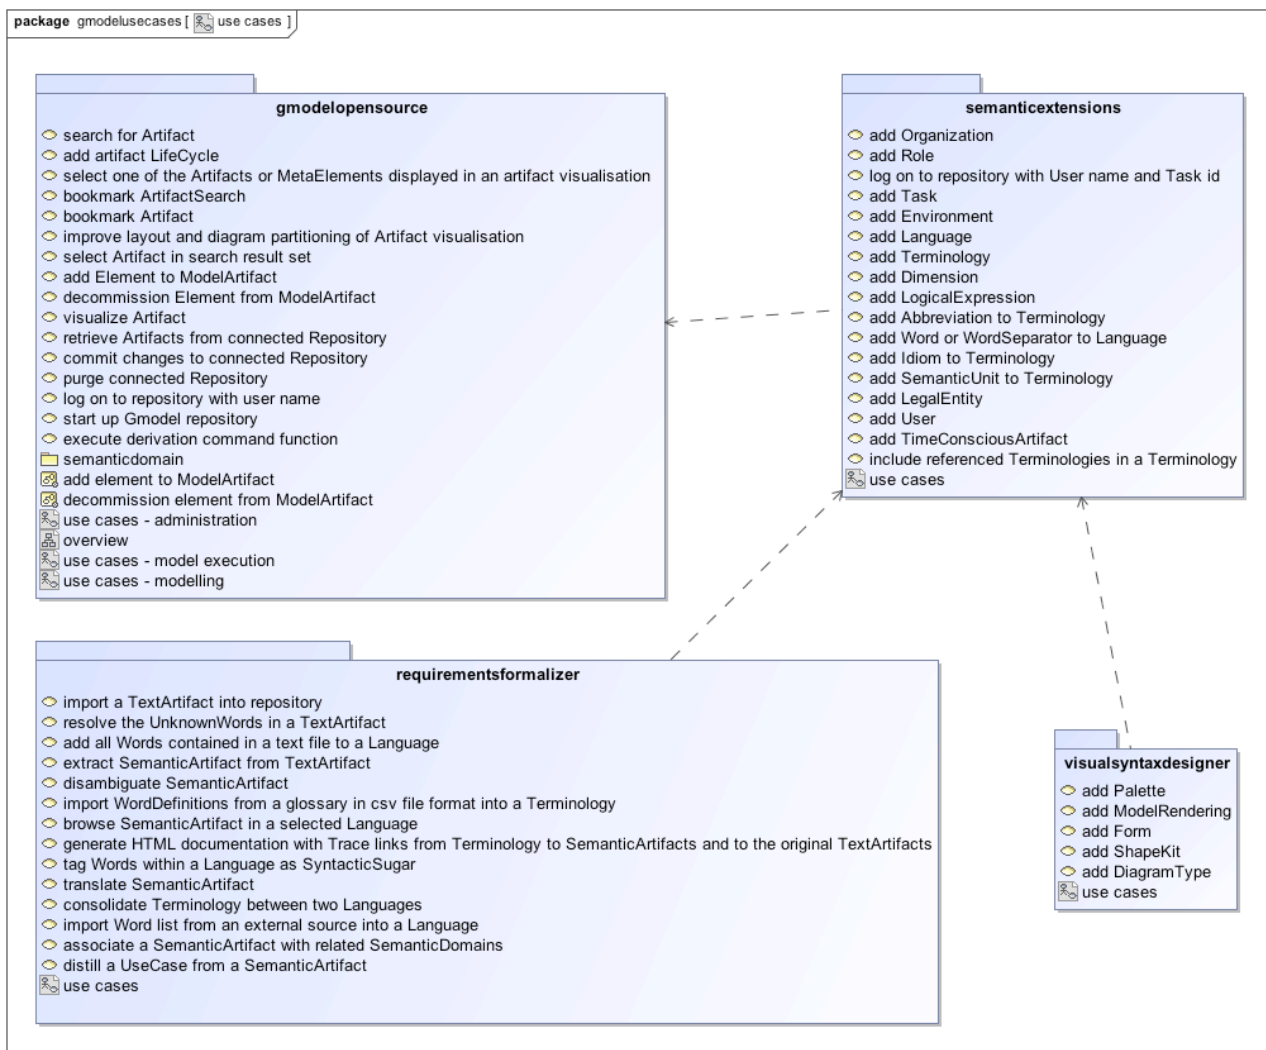 package gmodelusecases [ use cases ]
gmodelopensource
search for Artifact
add artifact LifeCycle
select one of the Artifacts or MetaElements displayed in an artifact visualisation
bookmark ArtifactSearch
bookmark Artifact
improve layout and diagram partitioning of Artifact visualisation
select Artifact in search result set
add Element to ModelArtifact
decommission Element from ModelArtifact
visualize Artifact
retrieve Artifacts from connected Repository
commit changes to connected Repository
purge connected Repository
log on to repository with user name
start up Gmodel repository
execute derivation command function
semanticdomain
add element to ModelArtifact
decommission element from ModelArtifact
use cases - administration
overview
use cases - model execution
use cases - modelling
semanticextensions
add Organization
add Role
log on to repository with User name and Task id
add Task
add Environment
add Language
add Terminology
add Dimension
add LogicalExpression
add Abbreviation to Terminology
add Word or WordSeparator to Language
add Idiom to Terminology
add SemanticUnit to Terminology
add LegalEntity
add User
add TimeConsciousArtifact
include referenced Terminologies in a Terminology
use cases
requirementsformalizer
import a TextArtifact into repository
resolve the UnknownWords in a TextArtifact
add all Words contained in a text file to a Language
extract SemanticArtifact from TextArtifact
disambiguate SemanticArtifact
import WordDefinitions from a glossary in csv file format into a Terminology
browse SemanticArtifact in a selected Language
generate HTML documentation with Trace links from Terminology to SemanticArtifacts and to the original TextArtifacts
tag Words within a Language as SyntacticSugar
translate SemanticArtifact
consolidate Terminology between two Languages
import Word list from an external source into a Language
associate a SemanticArtifact with related SemanticDomains
distill a UseCase from a SemanticArtifact
use cases
visualsyntaxdesigner
add Palette
add ModelRendering
add Form
add ShapeKit
add DiagramType
use cases